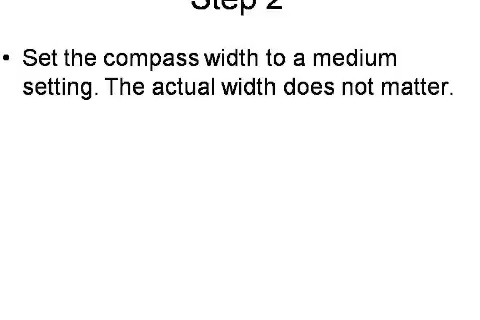 Step 2
• Set the compass width to a medium
setting. The actual width does not matter.